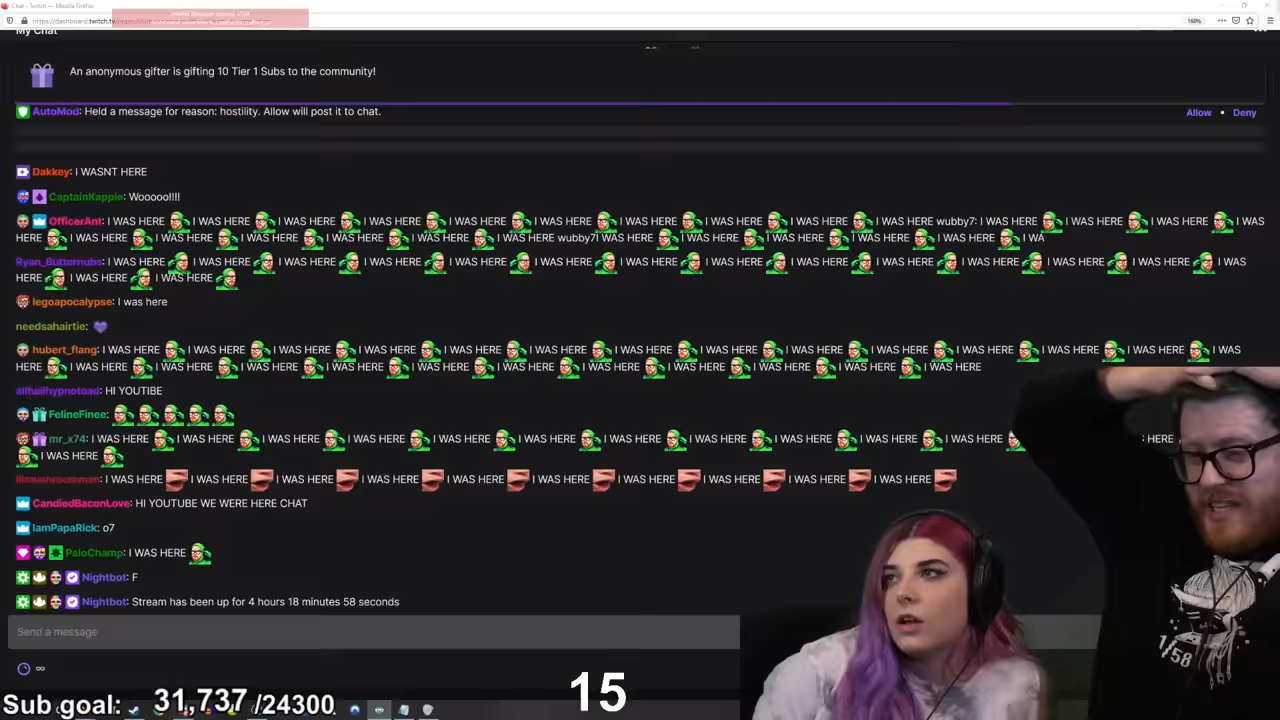 Chat - Twitch — Mozilla Firefox
160%
My Chat
An anonymous gifter is gifting 10 Tier 1 Subs to the community!
AutoMod: Held a message for reason: hostility. Allow will post it to chat.
Allow • Deny
Dakkey: I WASNT HERE
CaptainKappie: Wooooo!!!!
OfficerAnt: I WAS HERE I WAS HERE I WAS HERE I WAS HERE I WAS HERE I WAS HERE I WAS HERE I WAS HERE I WAS HERE I WAS HERE wubby7: I WAS HERE I WAS HERE I WAS HERE I WAS
HERE I WAS HERE I WAS HERE I WAS HERE I WAS HERE I WAS HERE I WAS HERE wubby7I WAS HERE I WAS HERE I WAS HERE I WAS HERE I WAS HERE I WA
Ryan_Butternubs: I WAS HERE I WAS HERE I WAS HERE I WAS HERE I WAS HERE I WAS HERE I WAS HERE I WAS HERE I WAS HERE I WAS HERE I WAS HERE I WAS HERE I WAS HERE I WAS
HERE I WAS HERE I WAS HERE
legoapocalypse: I was here
needsahairtie:
hubert_flang: I WAS HERE I WAS HERE I WAS HERE I WAS HERE I WAS HERE I WAS HERE I WAS HERE I WAS HERE I WAS HERE I WAS HERE I WAS HERE I WAS HERE I WAS HERE I WAS
HERE I WAS HERE I WAS HERE I WAS HERE I WAS HERE I WAS HERE I WAS HERE I WAS HERE I WAS HERE I WAS HERE I WAS HERE I WAS HERE
allhailhypnotoad: HI YOUTIBE
FelineFinee:
mr_x74: I WAS HERE I WAS HERE I WAS HERE I WAS HERE I WAS HERE I WAS HERE I WAS HERE I WAS HERE I WAS HERE I WAS HERE I WAS HERE HERE
I WAS HERE
illmushroomman: I WAS HERE I WAS HERE I WAS HERE I WAS HERE I WAS HERE I WAS HERE I WAS HERE I WAS HERE I WAS HERE I WAS HERE
CandiedBaconLove: HI YOUTUBE WE WERE HERE CHAT
IamPapaRick: o7
PaloChamp: I WAS HERE
Nightbot: F
Nightbot: Stream has been up for 4 hours 18 minutes 58 seconds
Send a message
1/58
Sub goal: 31,737 /24300
15